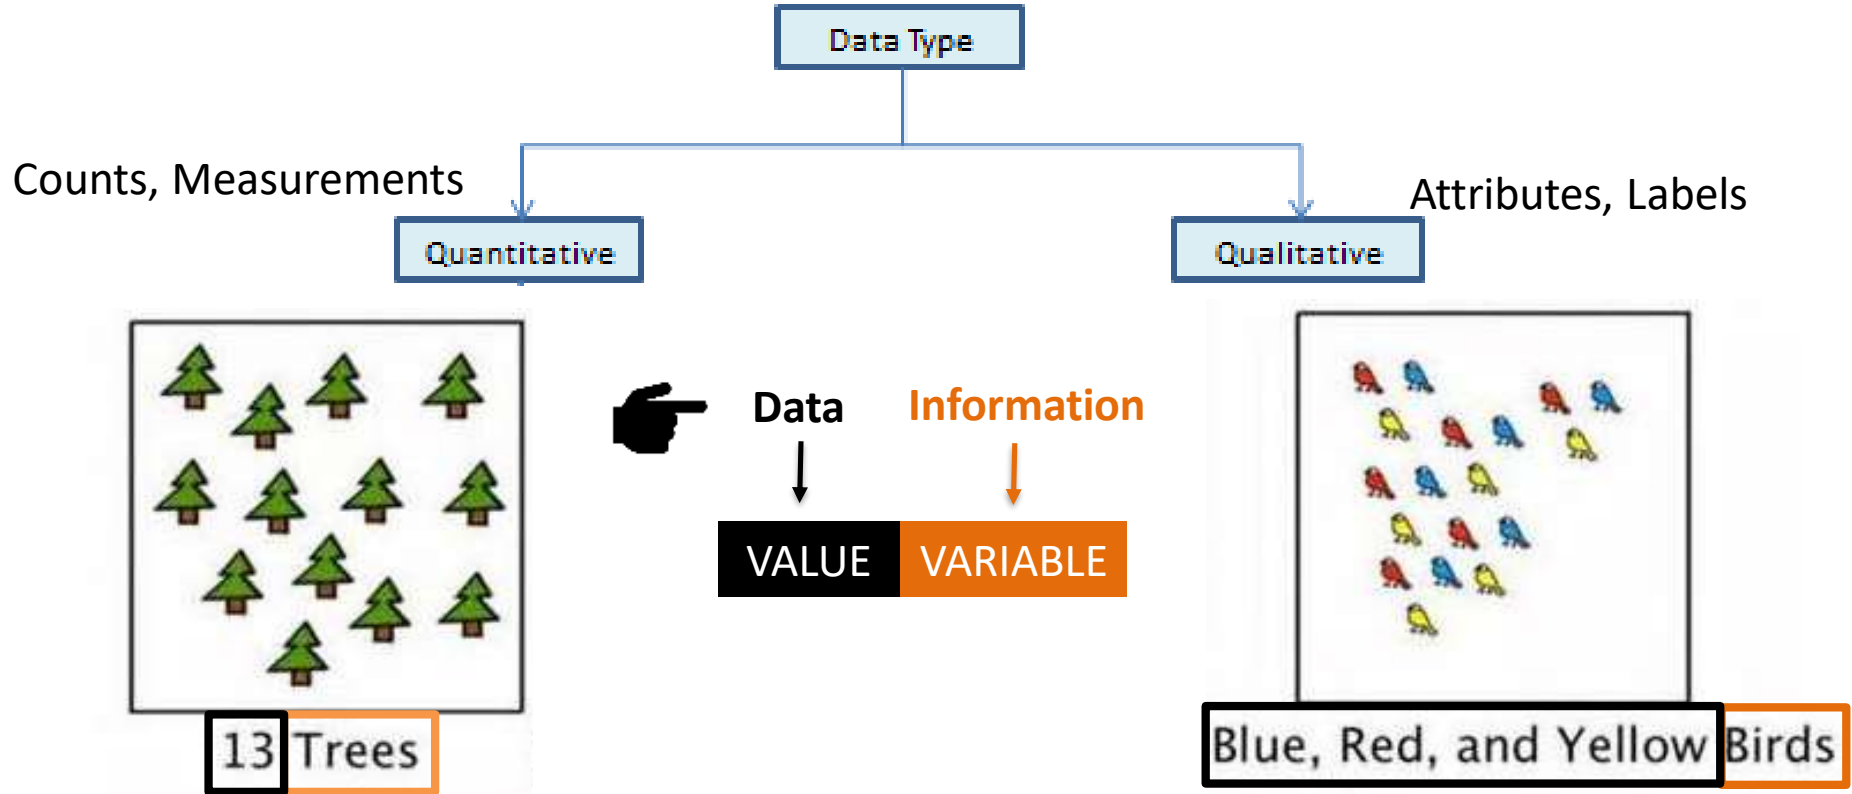 Data Type
Counts, Measurements
Attributes, Labels
Quantitative
Qualitative
Data
Information
VALUE
VARIABLE
13 Trees
Blue, Red, and Yellow Birds